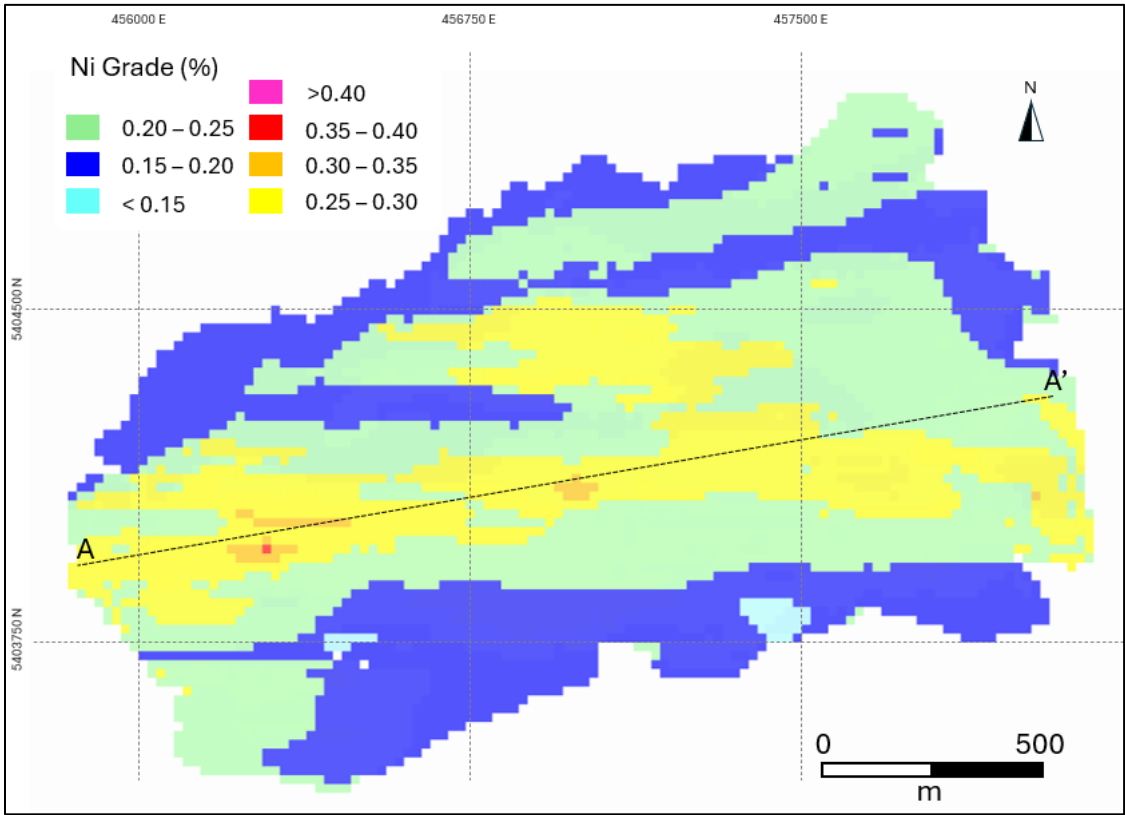 456000 E
456750 E
457500 E
Ni Grade (%)
>0.40
0.20 – 0.25
0.35 – 0.40
0.15 – 0.20
0.30 – 0.35
< 0.15
0.25 – 0.30
N
5404500 N
A’
A
5403750 N
0
500
m